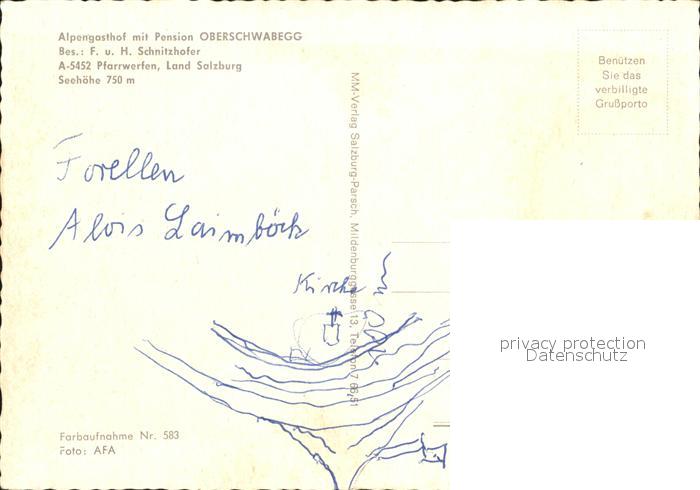 Alpengasthof mit Pension OBERSCHWABEGG
Bes.: F. u. H. Schnitzhofer
A-5452 Pfarrwerfen, Land Salzburg
Seehöhe 750 m
Benützen
Sie das
verbilligte
Grußporto
MM-Verlag Salzburg-Parsch, Mildenburggasse 13, Telefon 7 66 51
Forellen
Alois Laimböck
Kirche
privacy protection
Datenschutz
Farbaufnahme Nr. 583
Foto: AFA